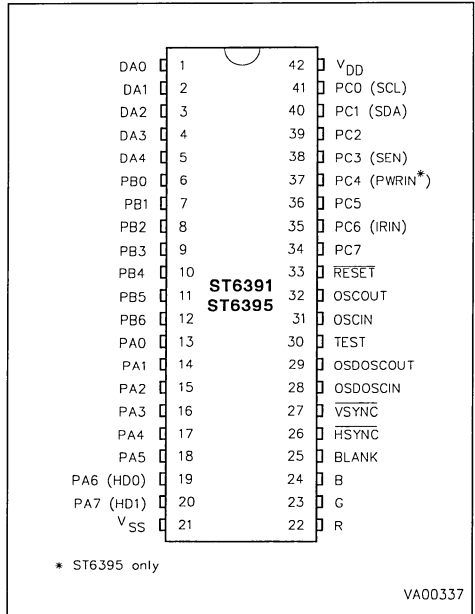 DA0 1 42 VDD
DA1 2 41 PC0 (SCL)
DA2 3 40 PC1 (SDA)
DA3 4 39 PC2
DA4 5 38 PC3 (SEN)
PB0 6 37 PC4 (PWRIN*)
PB1 7 36 PC5
PB2 8 35 PC6 (IRIN)
PB3 9 34 PC7
PB4 10 33 RESET
ST6391
PB5 11 32 OSCOUT
ST6395
PB6 12 31 OSCIN
PA0 13 30 TEST
PA1 14 29 OSDOSCOUT
PA2 15 28 OSDOSCIN
PA3 16 27 VSYNC
PA4 17 26 HSYNC
PA5 18 25 BLANK
PA6 (HD0) 19 24 B
PA7 (HD1) 20 23 G
VSS 21 22 R
* ST6395 only
VA00337